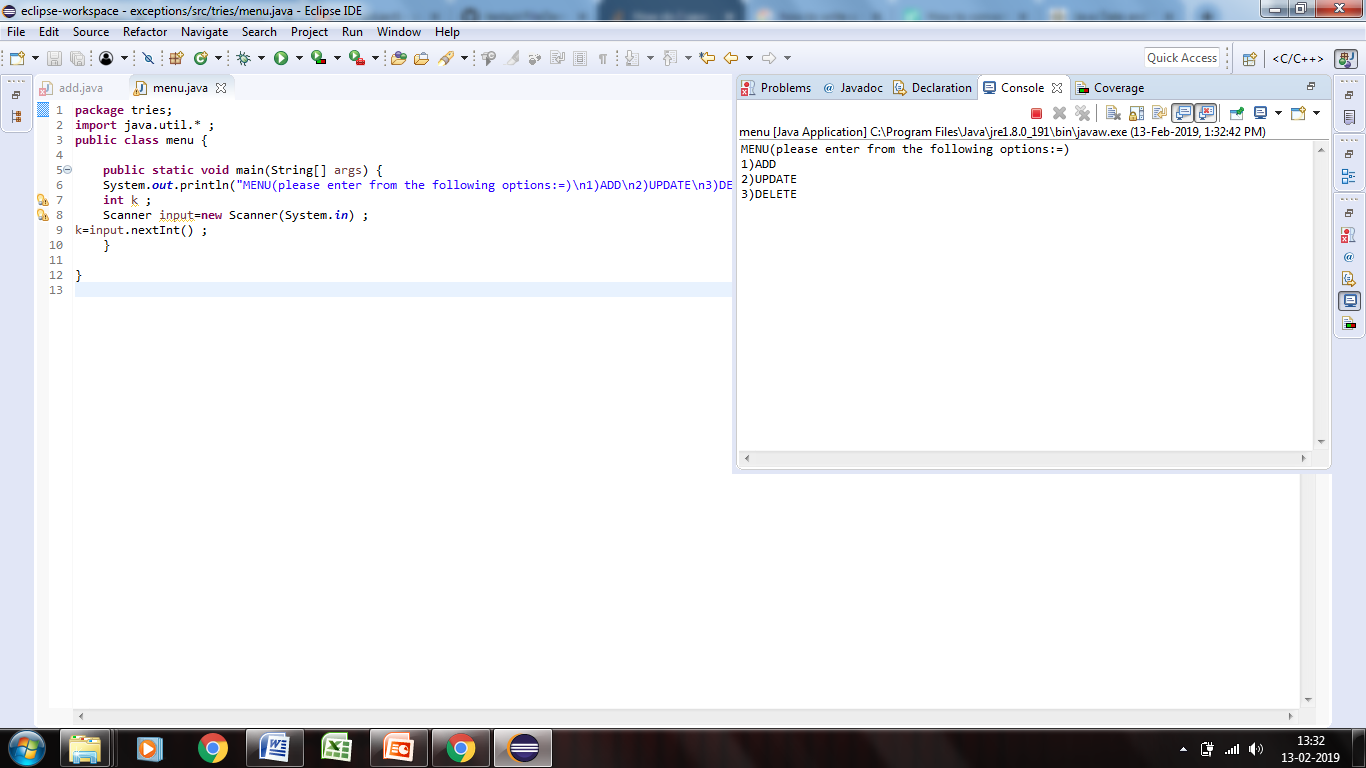 eclipse-workspace - exceptions/src/tries/menu.java - Eclipse IDE
File Edit Source Refactor Navigate Search Project Run Window Help
Quick Access
<C/C++>
add.java
menu.java
1 package tries;
2 import java.util.* ;
3 public class menu {
4
5 public static void main(String[] args) {
6 System.out.println("MENU(please enter from the following options:=)\n1)ADD\n2)UPDATE\n3)DE
7 int k ;
8 Scanner input=new Scanner(System.in) ;
9 k=input.nextInt() ;
10 }
11
12 }
13
Problems @ Javadoc Declaration Console Coverage
menu [Java Application] C:\Program Files\Java\jre1.8.0_191\bin\javaw.exe (13-Feb-2019, 1:32:42 PM)
MENU(please enter from the following options:=)
1)ADD
2)UPDATE
3)DELETE
13:32
13-02-2019